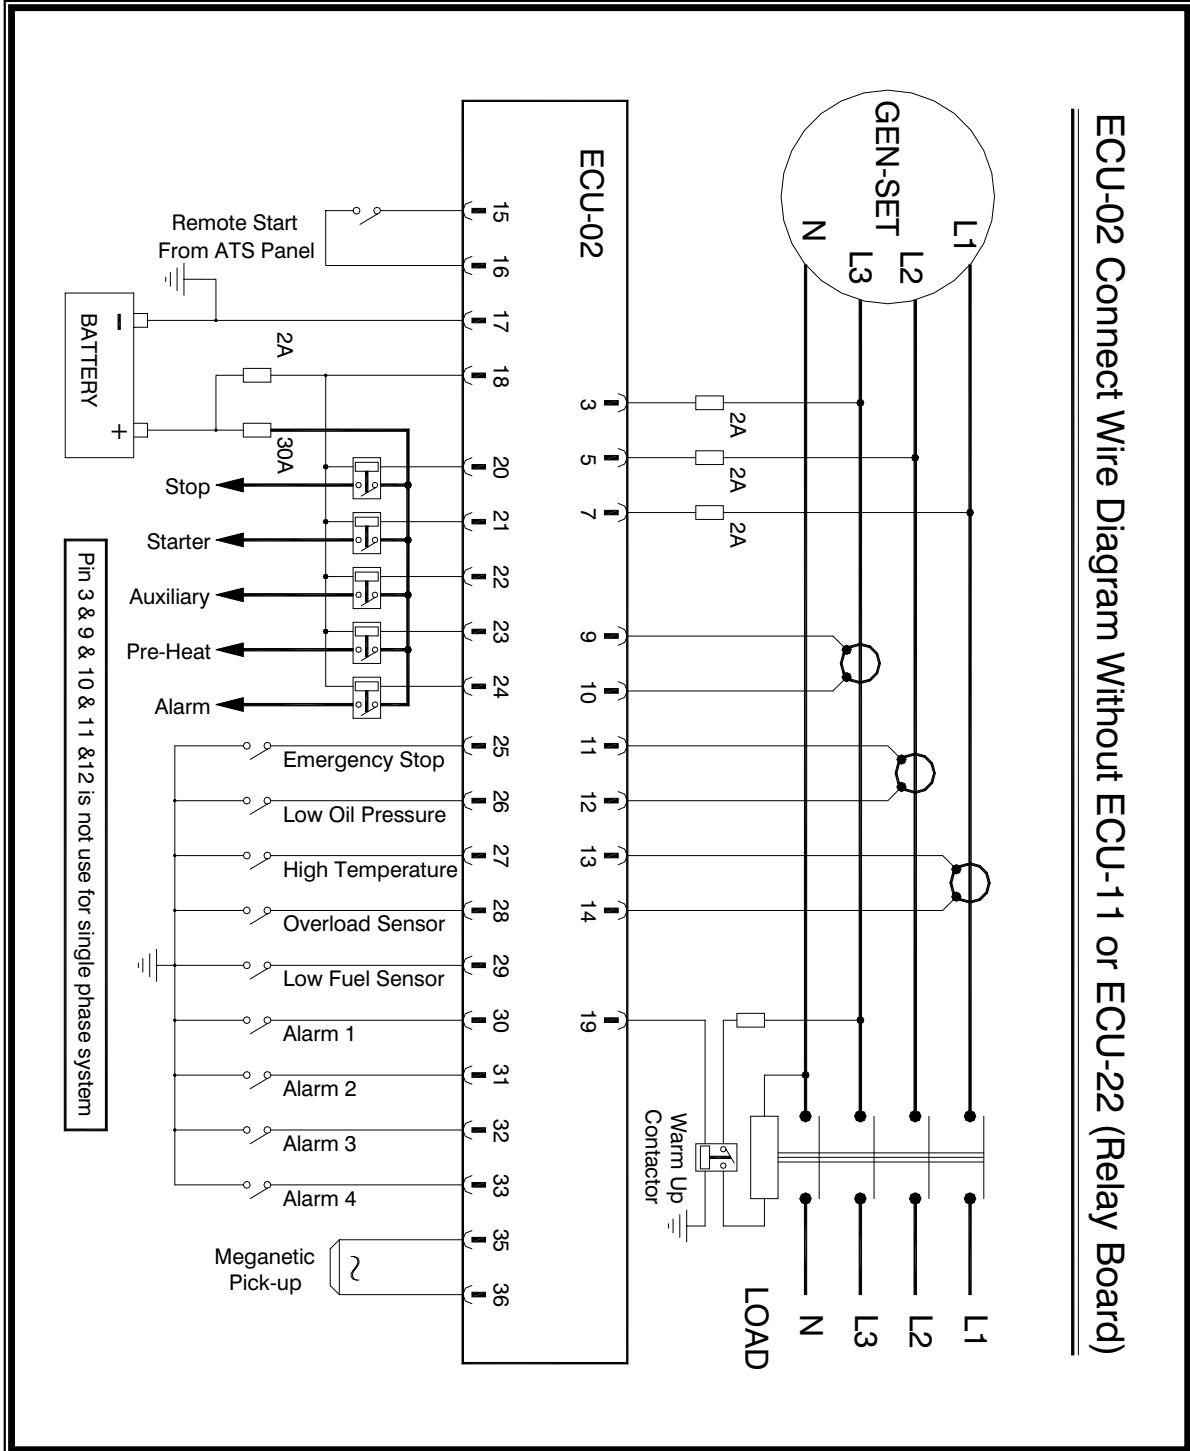 ECU-02 Connect Wire Diagram Without ECU-11 or ECU-22 (Relay Board)
GEN-SET
L1
L2
L3
N
2A
2A
2A
Warm Up
Contactor
L1
L2
L3
N
LOAD
ECU-02
3
5
7
9
10
11
12
13
14
19
15
16
17
18
20
21
22
23
24
25
26
27
28
29
30
31
32
33
35
36
Remote Start
From ATS Panel
BATTERY
-
+
2A
30A
Stop
Starter
Auxiliary
Pre-Heat
Alarm
Emergency Stop
Low Oil Pressure
High Temperature
Overload Sensor
Low Fuel Sensor
Alarm 1
Alarm 2
Alarm 3
Alarm 4
Meganetic
Pick-up
~
Pin 3 & 9 & 10 & 11 &12 is not use for single phase system